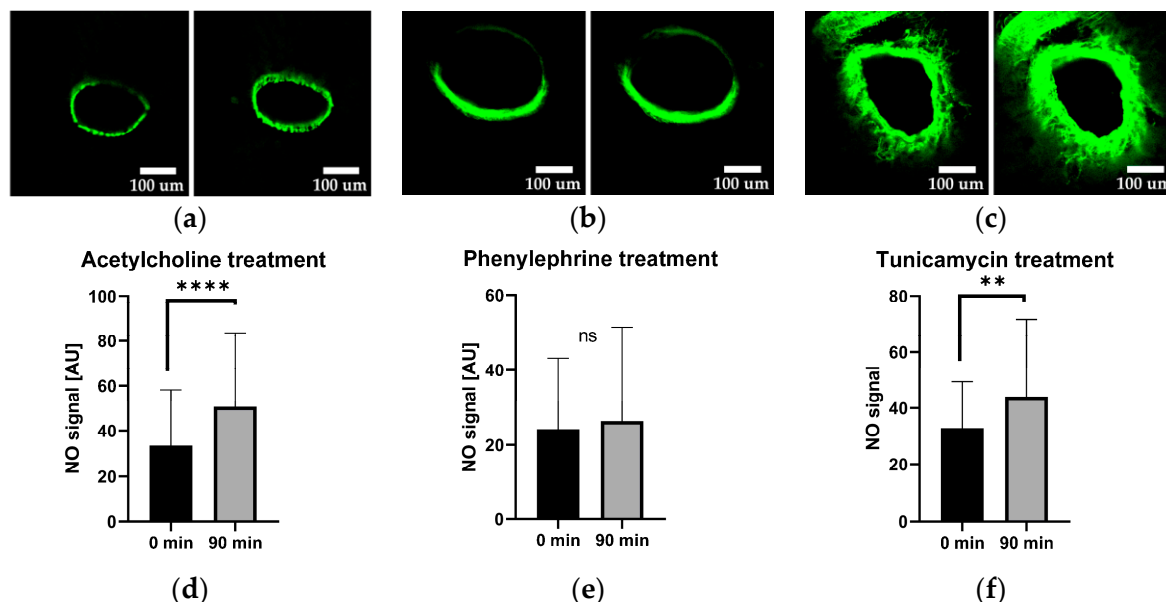 100 um
100 um
100 um
100 um
100 um
100 um
(a)
(b)
(c)
Acetylcholine treatment
100
80
60
40
20
0
NO signal [AU]
****
0 min
90 min
(d)
Phenylephrine treatment
60
40
20
0
NO signal [AU]
ns
0 min
90 min
(e)
Tunicamycin treatment
80
60
40
20
0
NO signal
**
0 min
90 min
(f)